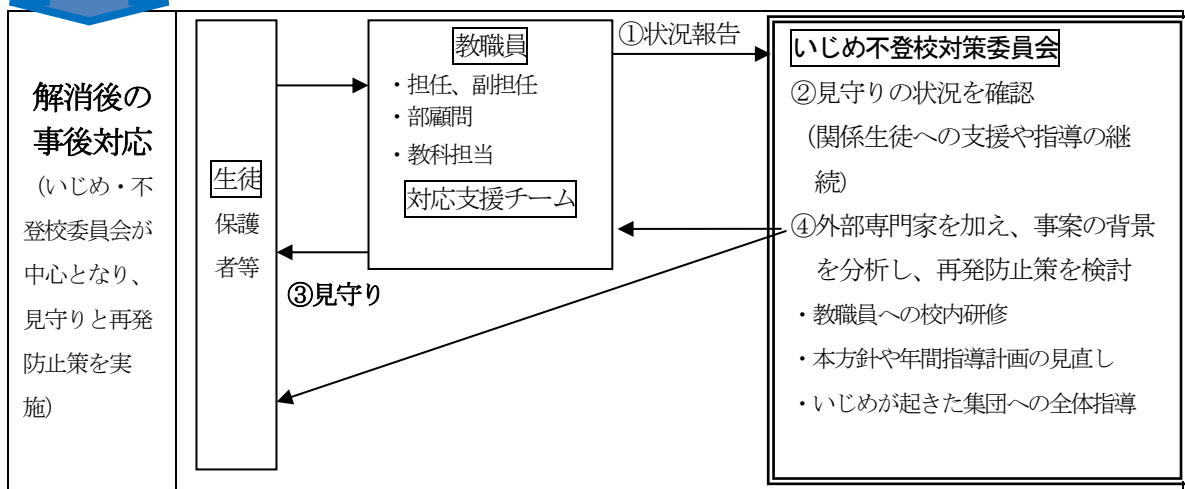 解消後の
事後対応
（いじめ・不
登校委員会が
中心となり、
見守りと再発
防止策を実
施）
生徒
保護
者等
教職員
・担任、副担任
・部顧問
・教科担当
対応支援チーム
③見守り
①状況報告
いじめ不登校対策委員会
②見守りの状況を確認
（関係生徒への支援や指導の継
続）
④外部専門家を加え、事案の背景
を分析し、再発防止策を検討
・教職員への校内研修
・本方針や年間指導計画の見直し
・いじめが起きた集団への全体指導